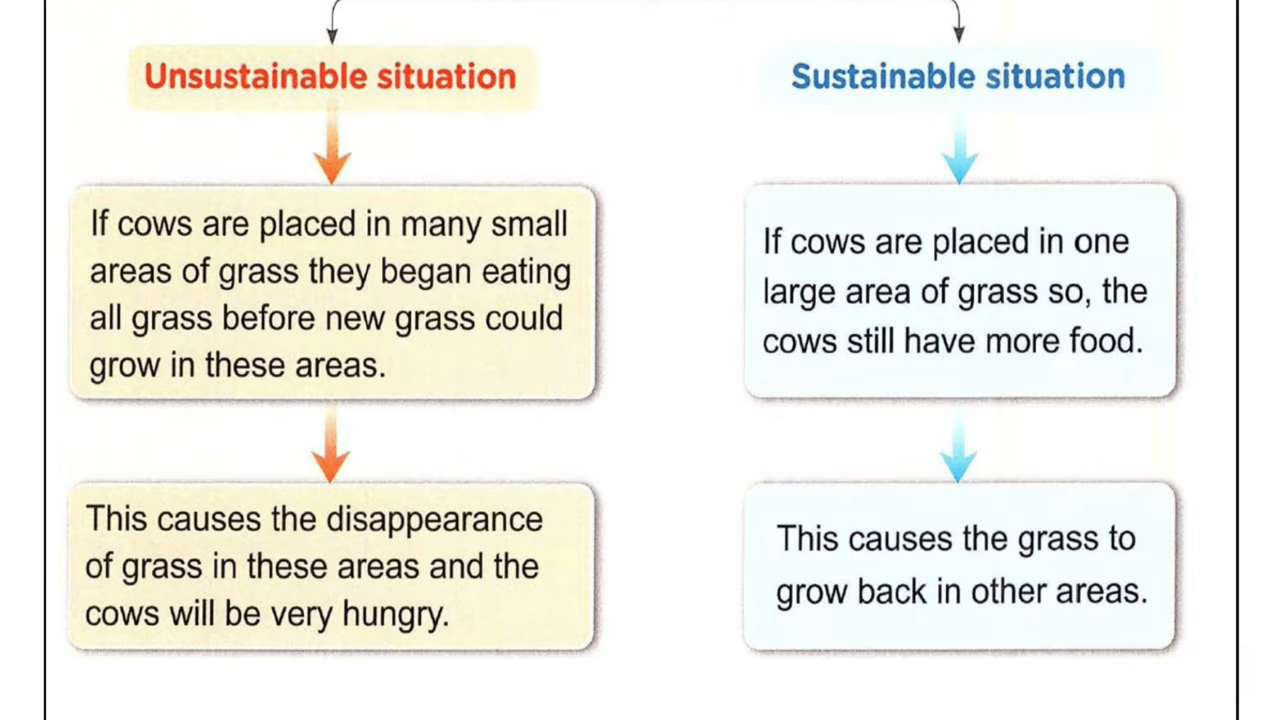 Unsustainable situation
If cows are placed in many small
areas of grass they began eating
all grass before new grass could
grow in these areas.
This causes the disappearance
of grass in these areas and the
cows will be very hungry.
Sustainable situation
If cows are placed in one
large area of grass so, the
cows still have more food.
This causes the grass to
grow back in other areas.